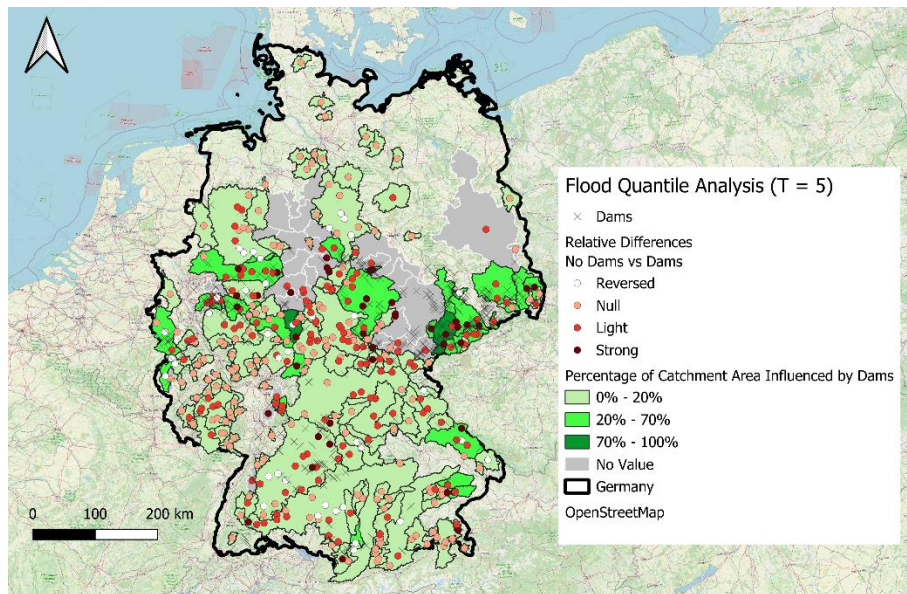 Flood Quantile Analysis (T = 5)
Dams
Relative Differences
No Dams vs Dams
Reversed
Null
Light
Strong
Percentage of Catchment Area Influenced by Dams
0% - 20%
20% - 70%
70% - 100%
No Value
Germany
OpenStreetMap
0 100 200 km